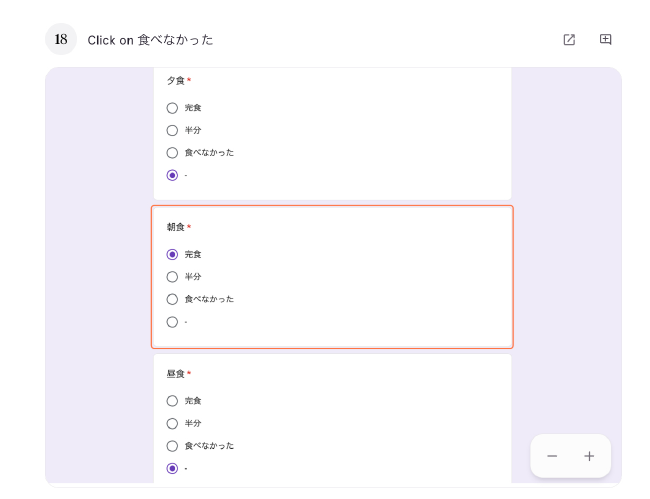 18 Click on 食べなかった
夕食 *
完食
半分
食べなかった
-
朝食 *
完食
半分
食べなかった
-
昼食 *
完食
半分
食べなかった
-